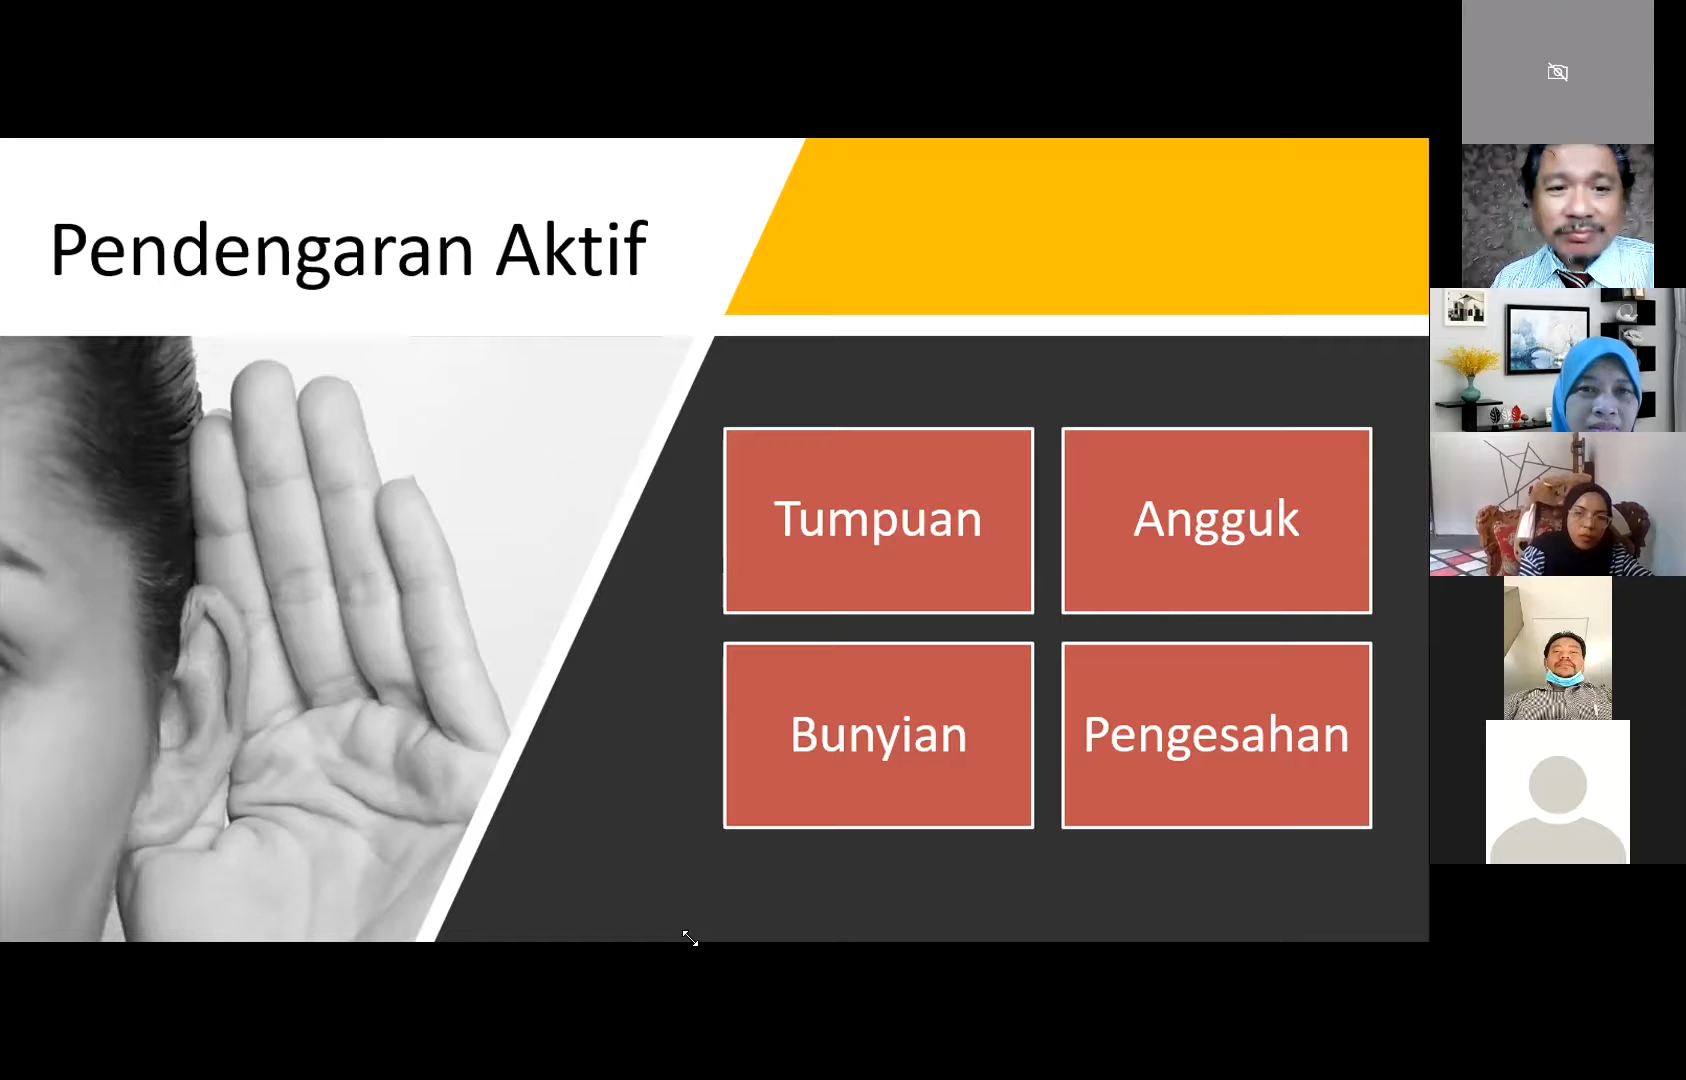 Pendengaran Aktif
Tumpuan
Angguk
Bunyian
Pengesahan